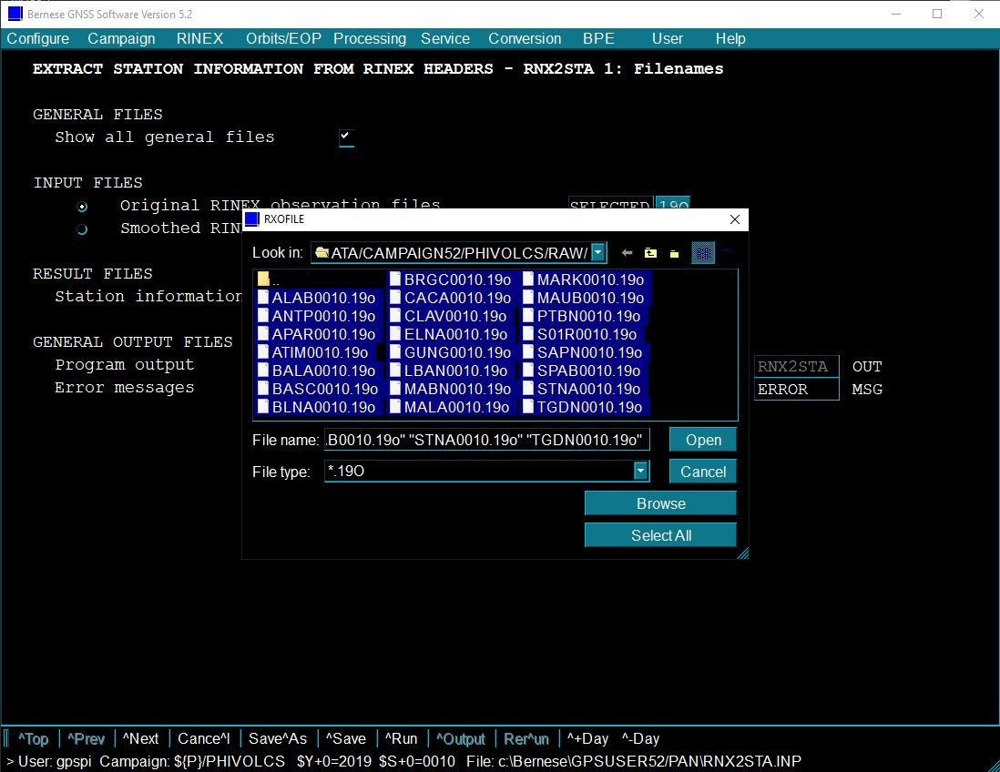 Bernese GNSS Software Version 5.2
Configure Campaign RINEX Orbits/EOP Processing Service Conversion BPE User Help
EXTRACT STATION INFORMATION FROM RINEX HEADERS - RNX2STA 1: Filenames
GENERAL FILES
Show all general files
INPUT FILES
Original RINEX observation files SELECTED 19O
Smoothed RIN
RESULT FILES
Station information
GENERAL OUTPUT FILES
Program output RNX2STA OUT
Error messages ERROR MSG
RXOFILE
Look in: ATA/CAMPAIGN52/PHIVOLCS/RAW/
.. BRGC0010.19o MARK0010.19o
ALAB0010.19o CACA0010.19o MAUB0010.19o
ANTP0010.19o CLAV0010.19o PTBN0010.19o
APAR0010.19o ELNA0010.19o S01R0010.19o
ATIM0010.19o GUNG0010.19o SAPN0010.19o
BALA0010.19o LBAN0010.19o SPAB0010.19o
BASC0010.19o MABN0010.19o STNA0010.19o
BLNA0010.19o MALA0010.19o TGDN0010.19o
File name: .B0010.19o" "STNA0010.19o" "TGDN0010.19o" Open
File type: *.19O Cancel
Browse
Select All
^Top ^Prev ^Next Cance^l Save^As ^Save ^Run ^Output Rer^un ^+Day ^-Day
> User: gpspi Campaign: ${P}/PHIVOLCS $Y+0=2019 $S+0=0010 File: c:\Bernese\GPSUSER52/PAN\RNX2STA.INP